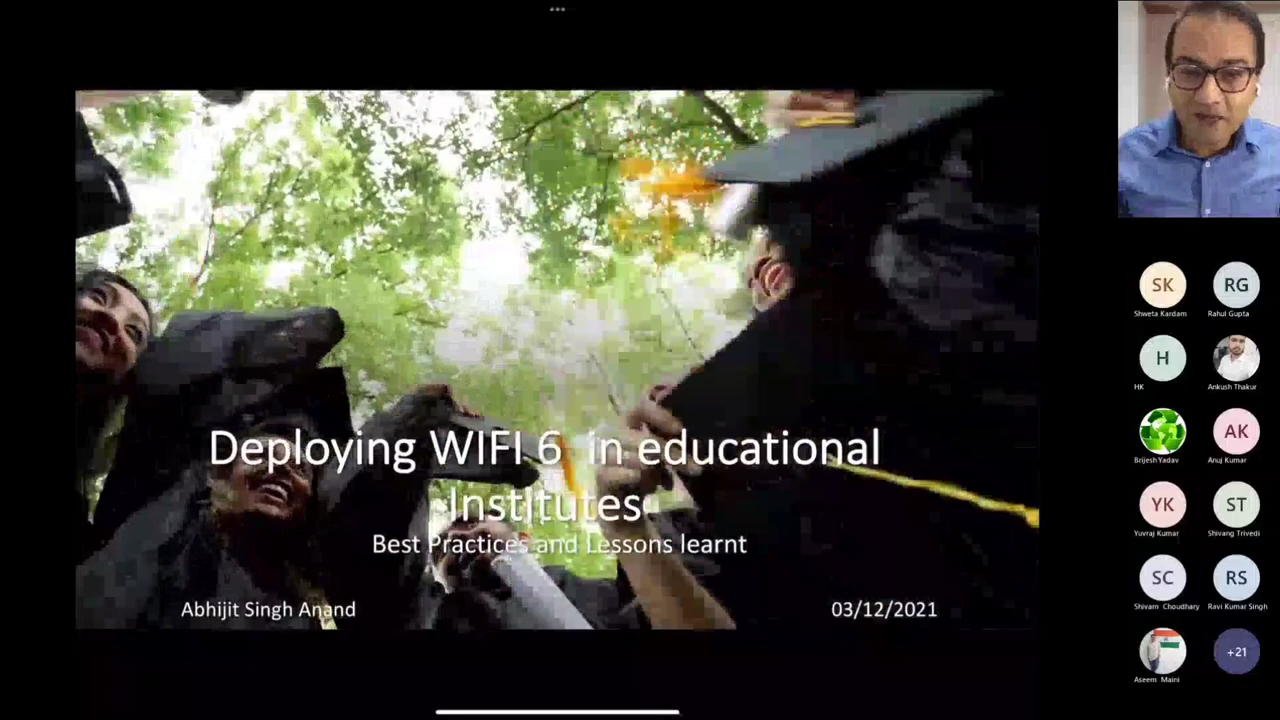 Deploying WIFI 6 in educational
Institutes
Best Practices and Lessons learnt
Abhijit Singh Anand
03/12/2021
SK
RG
Shweta Kardam
Rahul Gupta
H
HK
Ankush Thakur
AK
Brijesh Yadav
Anuj Kumar
YK
ST
Yuvraj Kumar
Shivang Trivedi
SC
RS
Shivam Choudhary
Ravi Kumar Singh
+21
Aseem Maini